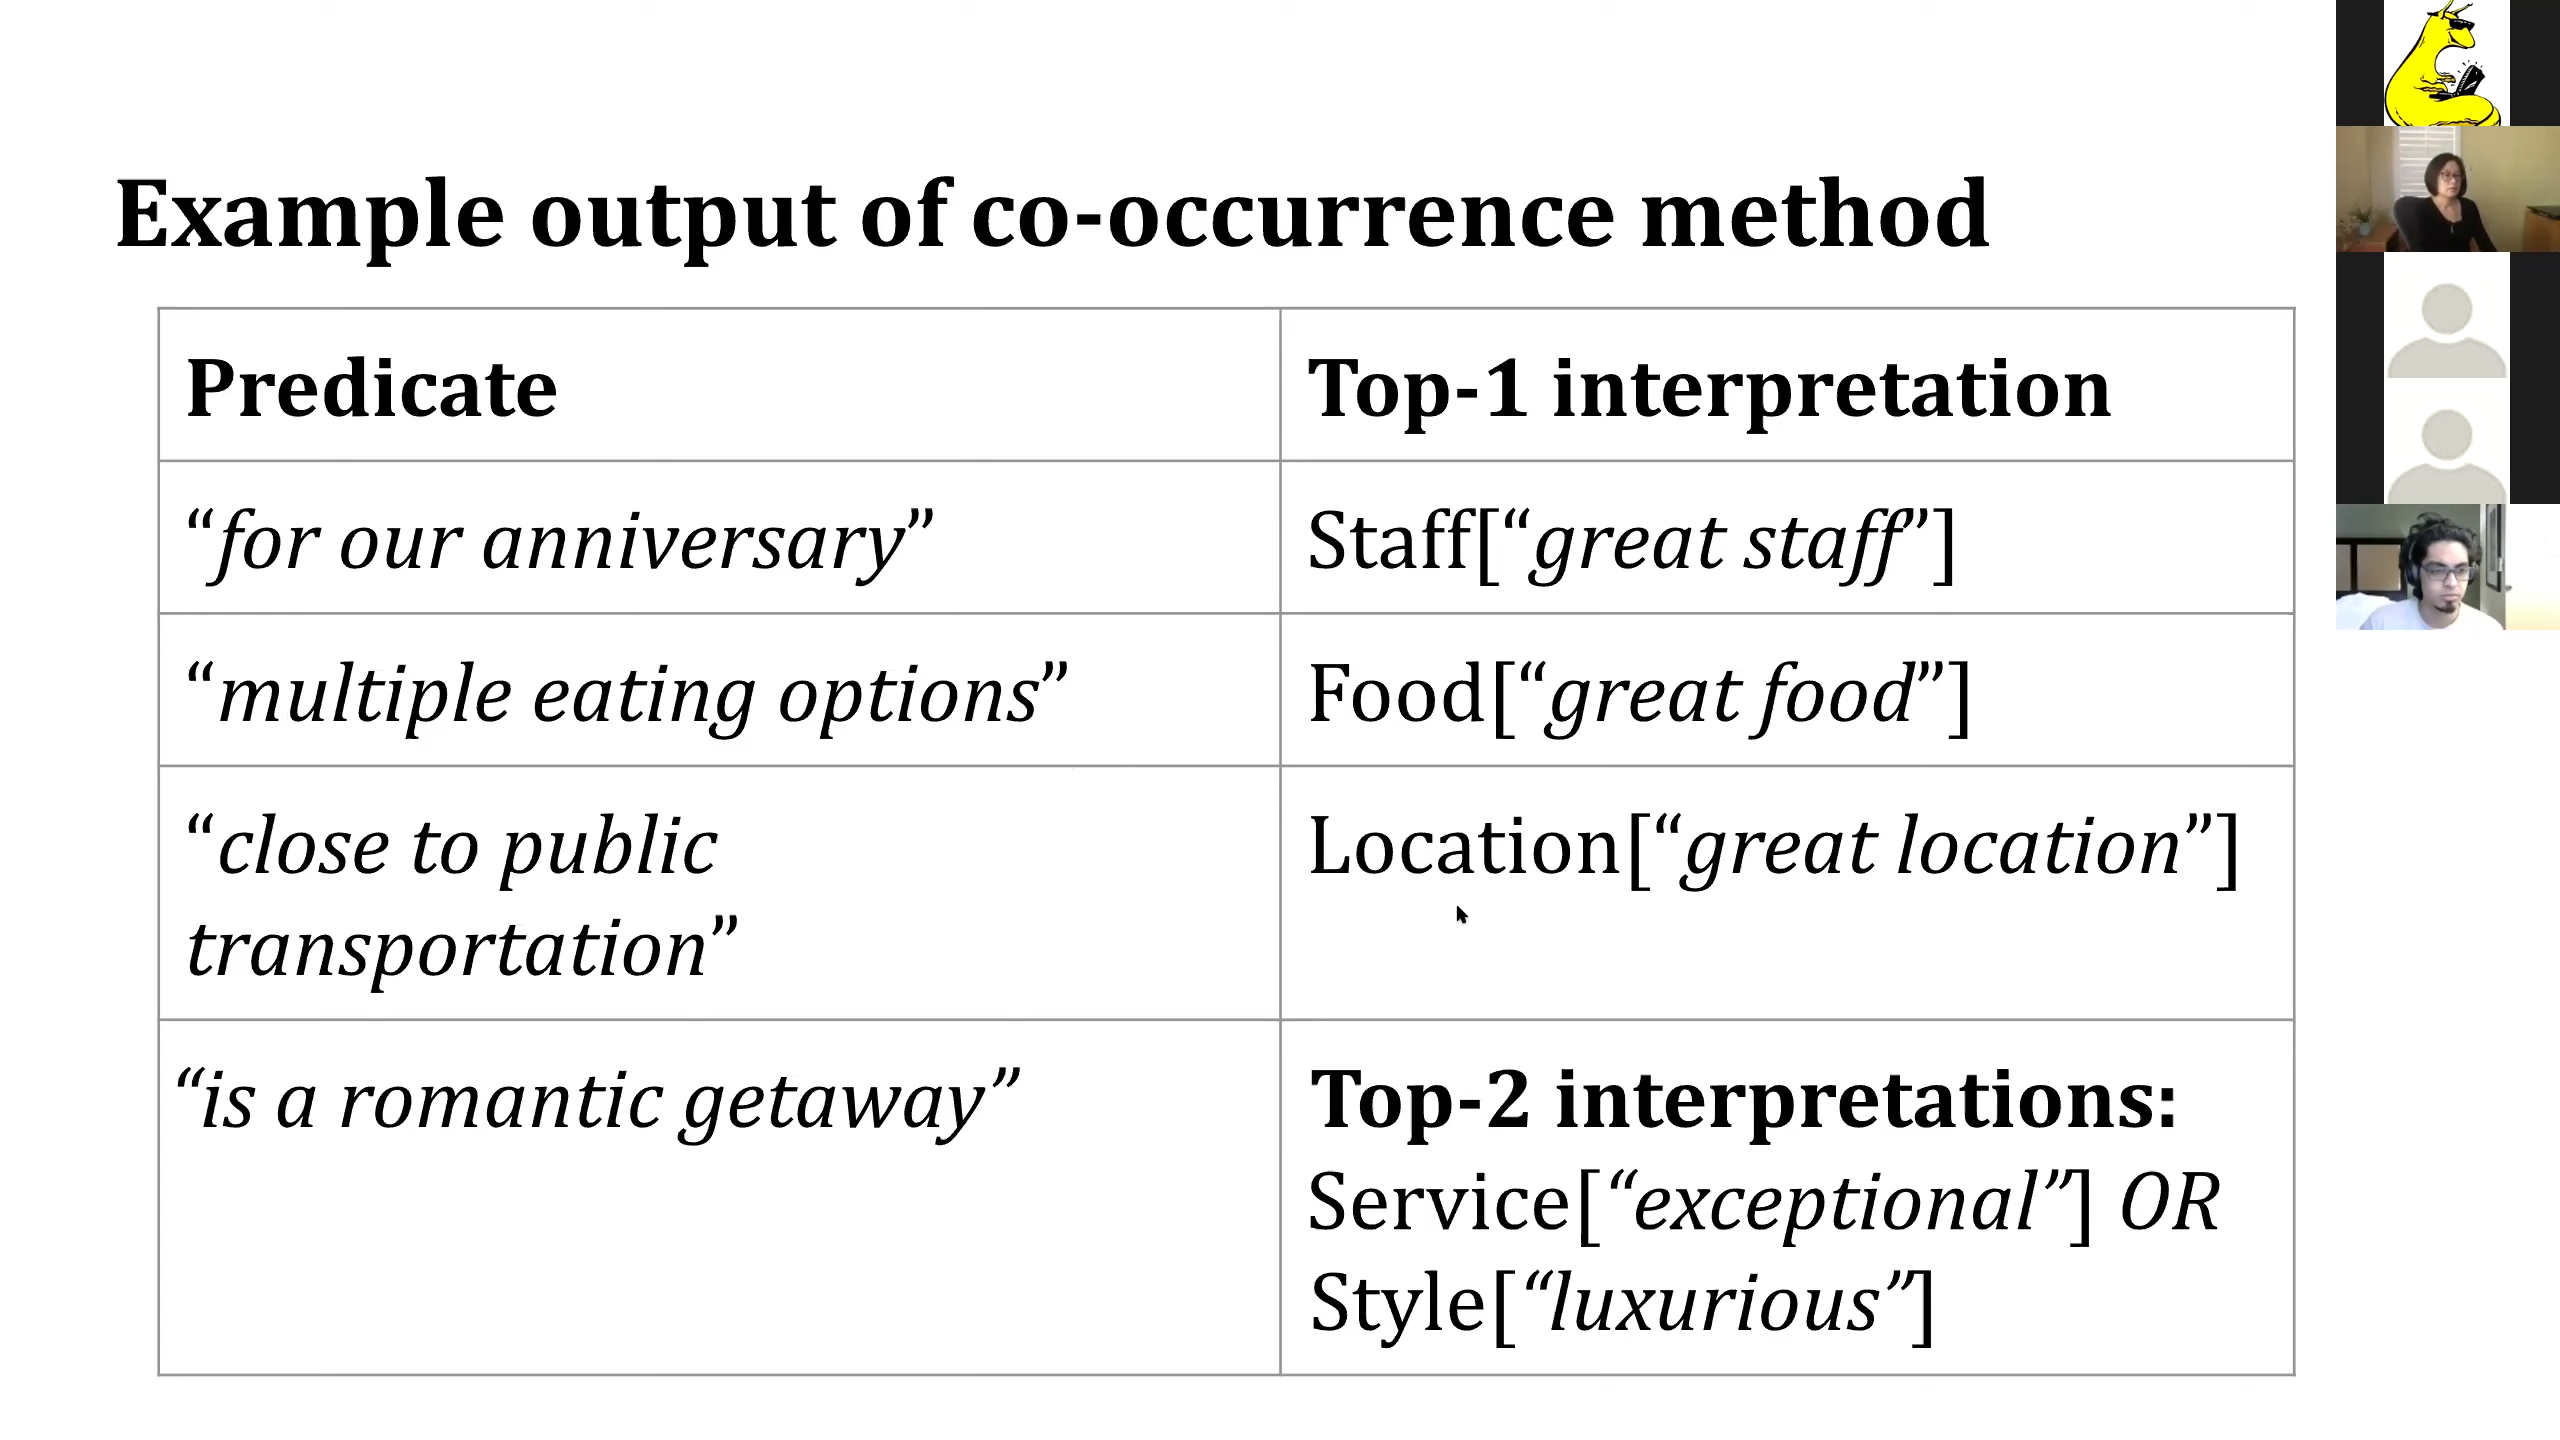 Example output of co-occurrence method
Predicate
Top-1 interpretation
“for our anniversary”
Staff[“great staff”]
“multiple eating options”
Food[“great food”]
“close to public
transportation”
Location[“great location”]
“is a romantic getaway”
Top-2 interpretations:
Service[“exceptional”] OR
Style[“luxurious”]